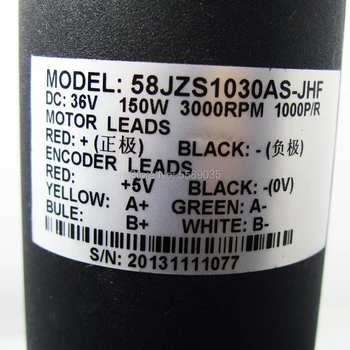 MODEL: 58JZS1030AS-JHF
DC: 36V 150W 3000RPM 1000P/R
MOTOR LEADS
RED: + (正极) BLACK: - (负极)
ENCODER LEADS
RED: +5V BLACK: -(0V)
YELLOW: A+ GREEN: A-
BULE: B+ WHITE: B-
S/N: 20131111077